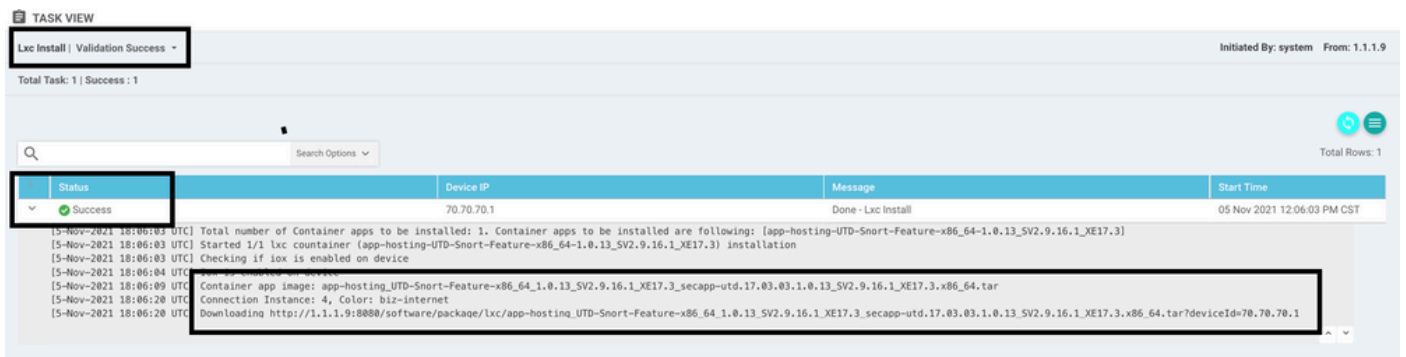 TASK VIEW
Lxc Install | Validation Success
Initiated By: system From: 1.1.1.9
Total Task: 1 | Success : 1
Search Options
Total Rows: 1
Status Device IP Message Start Time
Success 70.70.70.1 Done - Lxc Install 05 Nov 2021 12:06:03 PM CST
[5-Nov-2021 18:06:03 UTC] Total number of Container apps to be installed: 1. Container apps to be installed are following: [app-hosting-UTD-Snort-Feature-x86_64-1.0.13_SV2.9.16.1_XE17.3]
[5-Nov-2021 18:06:03 UTC] Started 1/1 lxc countainer (app-hosting-UTD-Snort-Feature-x86_64-1.0.13_SV2.9.16.1_XE17.3) installation
[5-Nov-2021 18:06:03 UTC] Checking if iox is enabled on device
[5-Nov-2021 18:06:04 UTC] Iox is enabled on device
[5-Nov-2021 18:06:09 UTC Container app image: app-hosting_UTD-Snort-Feature-x86_64_1.0.13_SV2.9.16.1_XE17.3_secapp-utd.17.03.03.1.0.13_SV2.9.16.1_XE17.3.x86_64.tar
[5-Nov-2021 18:06:20 UTC Connection Instance: 4, Color: biz-internet
[5-Nov-2021 18:06:20 UTC Downloading http://1.1.1.9:8080/software/package/lxc/app-hosting_UTD-Snort-Feature-x86_64_1.0.13_SV2.9.16.1_XE17.3_secapp-utd.17.03.03.1.0.13_SV2.9.16.1_XE17.3.x86_64.tar?deviceId=70.70.70.1